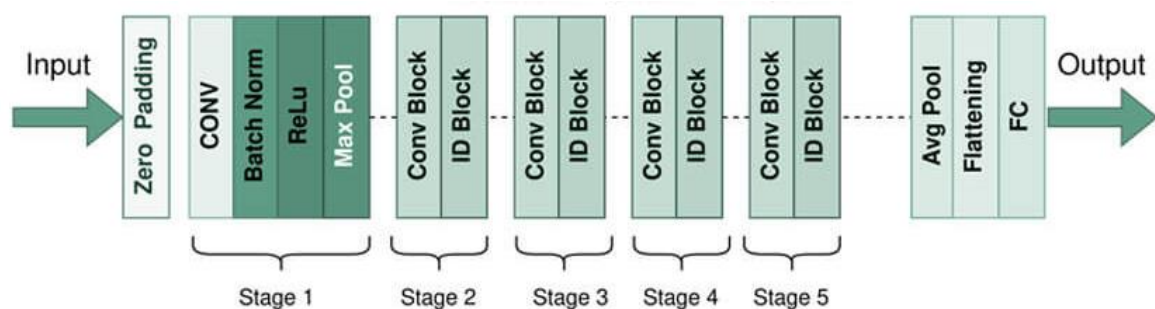 Input
Zero Padding
CONV
Batch Norm
ReLu
Max Pool
Conv Block
ID Block
Conv Block
ID Block
Conv Block
ID Block
Conv Block
ID Block
Avg Pool
Flattening
FC
Output
Stage 1
Stage 2
Stage 3
Stage 4
Stage 5